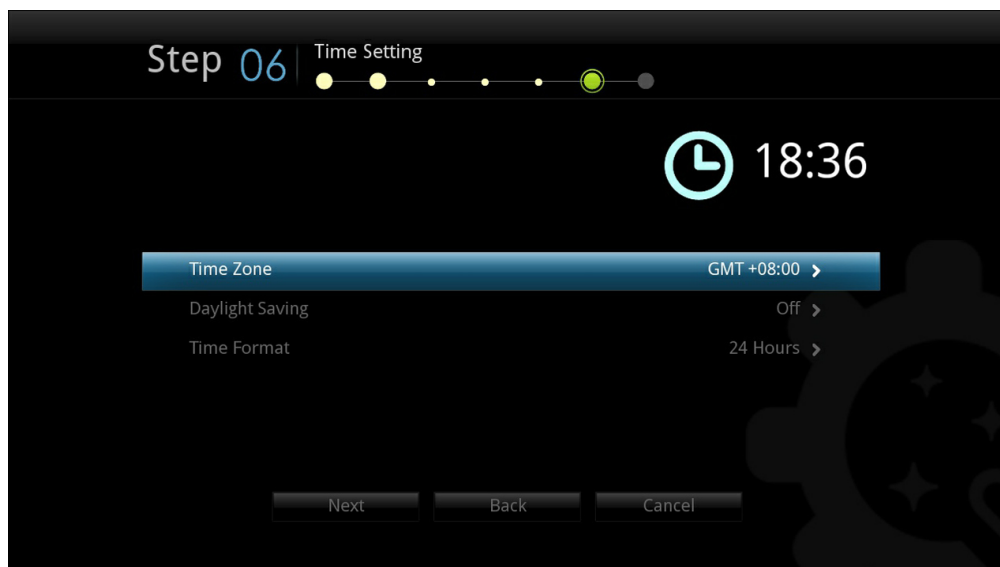 Step 06
Time Setting
18:36
Time Zone GMT +08:00
Daylight Saving Off
Time Format 24 Hours
Next Back Cancel